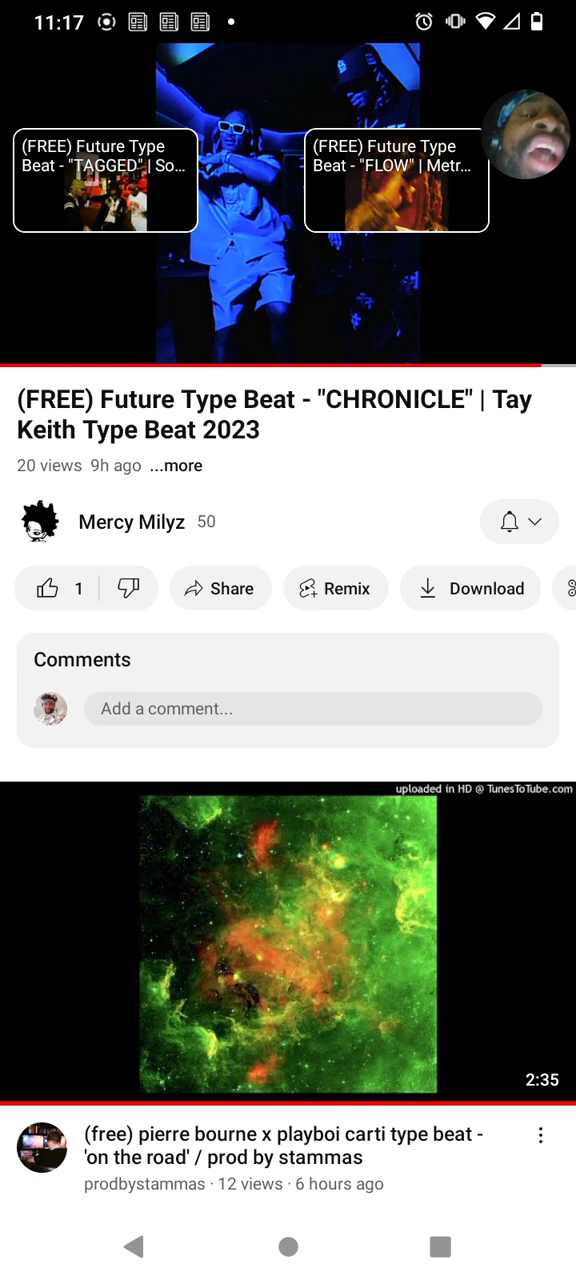 11:17
(FREE) Future Type
Beat - "TAGGED" | So...
(FREE) Future Type
Beat - "FLOW" | Metr...
(FREE) Future Type Beat - "CHRONICLE" | Tay
Keith Type Beat 2023
20 views 9h ago ...more
Mercy Milyz 50
1 Share Remix Download
Comments
Add a comment...
uploaded in HD @ TunesToTube.com
2:35
(free) pierre bourne x playboi carti type beat -
'on the road' / prod by stammas
prodbystammas · 12 views · 6 hours ago